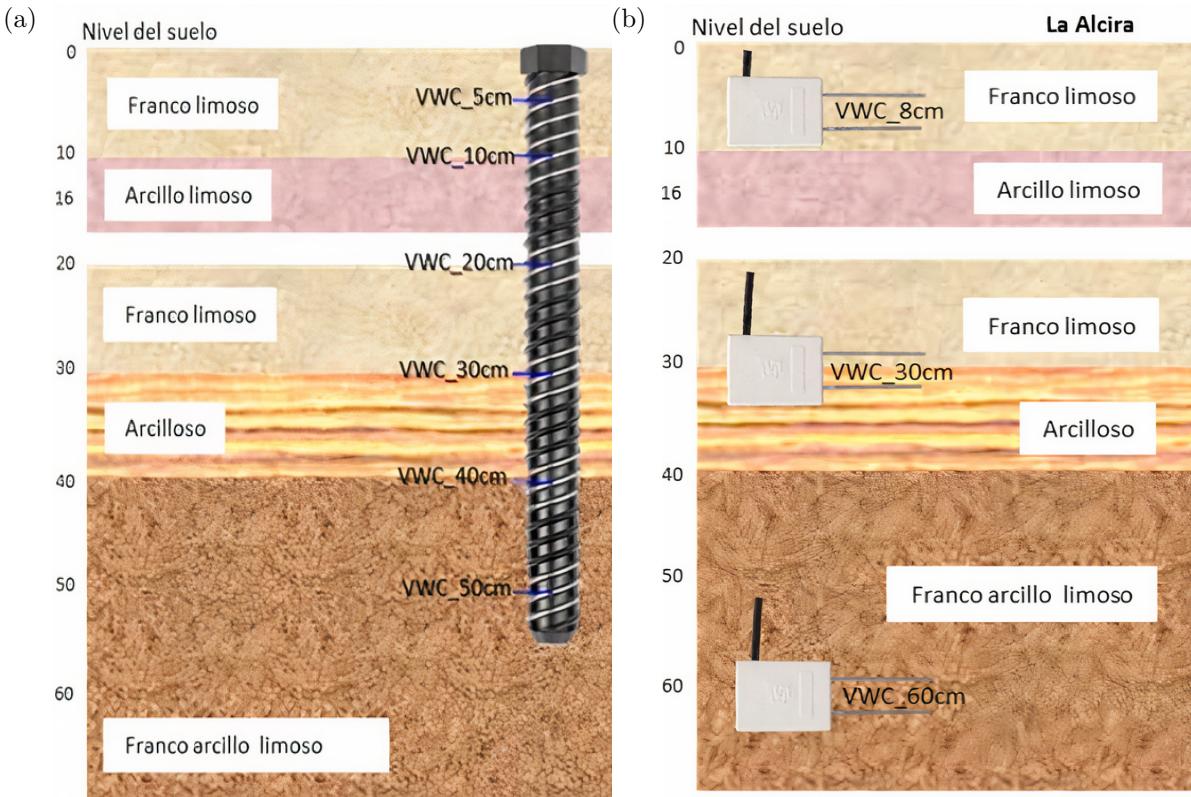 (a)
Nivel del suelo
0
Franco limoso
VWC_5cm
10
VWC_10cm
Arcillo limoso
16
20
VWC_20cm
Franco limoso
30
VWC_30cm
Arcilloso
40
VWC_40cm
50
VWC_50cm
60
Franco arcillo limoso
(b)
Nivel del suelo
La Alcira
0
Franco limoso
VWC_8cm
10
16
Arcillo limoso
20
Franco limoso
30
VWC_30cm
Arcilloso
40
50
Franco arcillo limoso
60
VWC_60cm